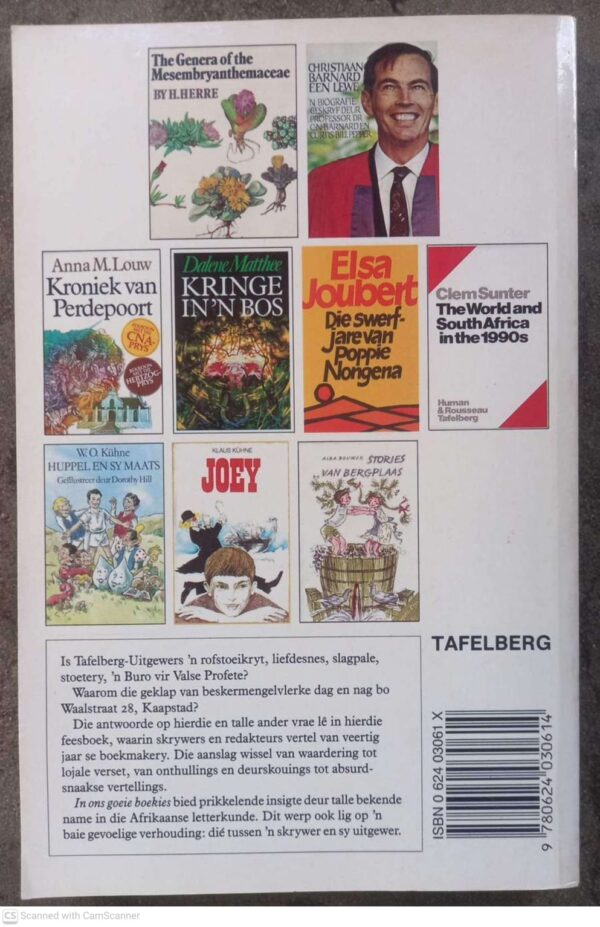 The Genera of the
Mesembryanthemaceae
BY H. HERRE
CHRISTIAAN
BARNARD
EEN LEWE
'N BIOGRAFIE
GESKRYF DEUR
PROFESSOR DR
C.N. BARNARD EN
CURTIS BILL PEPPER
Anna M. Louw
Kroniek van
Perdepoort
CNA-
PRYS
HERTZOG-
PRYS
Dalene Matthee
KRINGE
IN 'N BOS
Elsa
Joubert
Die swerf-
jare van
Poppie
Nongena
Clem Sunter
The World and
South Africa
in the 1990s
Human
& Rousseau
Tafelberg
W. O. Kühne
HUPPEL EN SY MAATS
Geïllustreer deur Dorothy Hill
KLAUS KÜHNE
JOEY
ALBA BOUWER STORIES
VAN BERGPLAAS
TAFELBERG
Is Tafelberg-Uitgewers 'n rofstoeikryt, liefdesnes, slagpale,
stoetery, 'n Buro vir Valse Profete?
Waarom die geklap van beskermengelvlerke dag en nag bo
Waalstraat 28, Kaapstad?
Die antwoorde op hierdie en talle ander vrae lê in hierdie
feesboek, waarin skrywers en redakteurs vertel van veertig
jaar se boekmakery. Die aanslag wissel van waardering tot
lojale verset, van onthullings en deurskouings tot absurd-
snaakse vertellings.
In ons goeie boekies bied prikkelende insigte deur talle bekende
name in die Afrikaanse letterkunde. Dit werp ook lig op 'n
baie gevoelige verhouding: dié tussen 'n skrywer en sy uitgewer.
ISBN 0 624 03061 X
9 780624 030614
CS Scanned with CamScanner